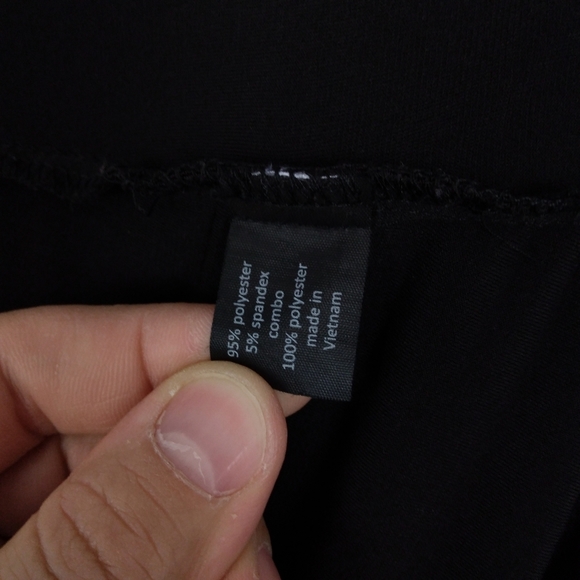 95% polyester
5% spandex
combo
100% polyester
made in
Vietnam